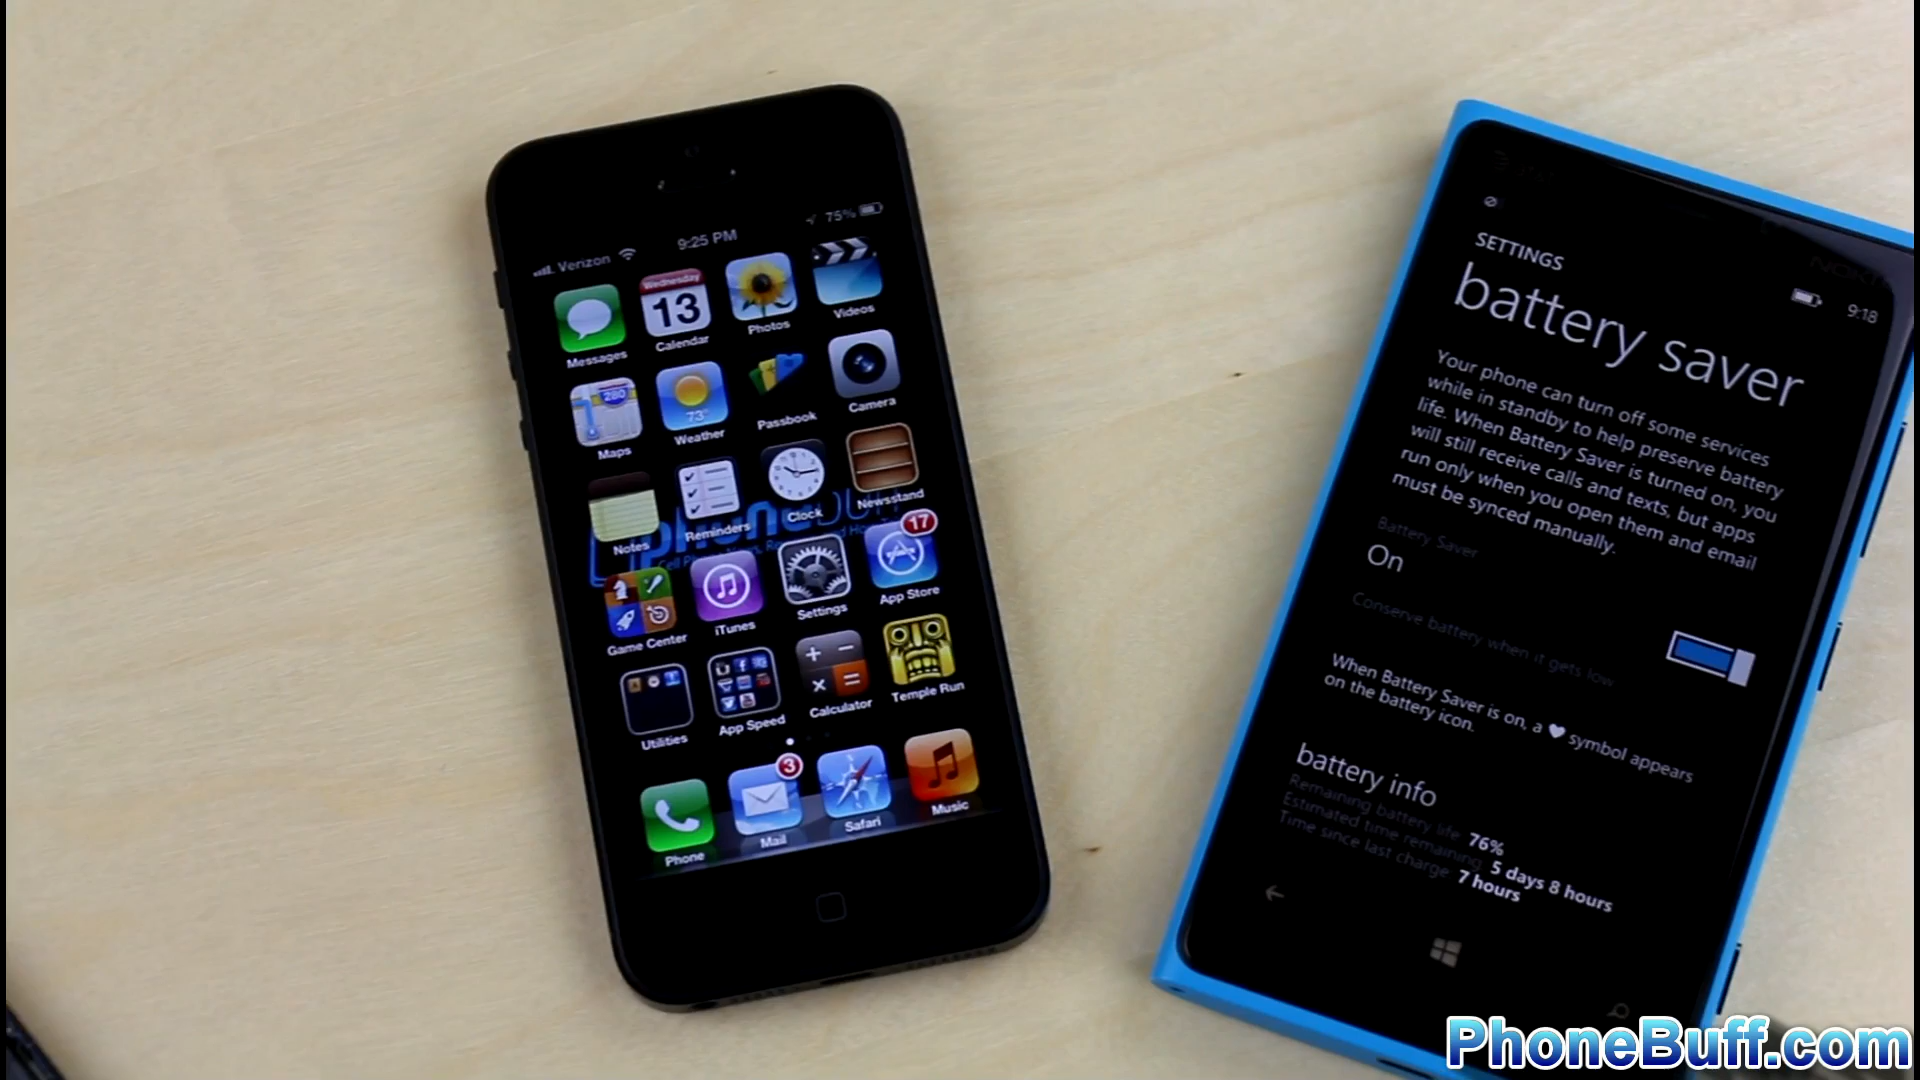 Verizon
9:25 PM
75%
Messages
Wednesday
13
Calendar
Photos
Videos
Maps
280
73°
Weather
Passbook
Camera
Notes
Reminders
Clock
Newsstand
Game Center
iTunes
Settings
17
App Store
Utilities
App Speed
Calculator
Temple Run
Phone
3
Mail
Safari
Music
9:18
SETTINGS
battery saver
Your phone can turn off some services
while in standby to help preserve battery
life. When Battery Saver is turned on, you
will still receive calls and texts, but apps
run only when you open them and email
must be synced manually.
Battery Saver
On
Conserve battery when it gets low
When Battery Saver is on, a ♥ symbol appears
on the battery icon.
battery info
Remaining battery life 76%
Estimated time remaining 5 days 8 hours
Time since last charge 7 hours
PhoneBuff.com